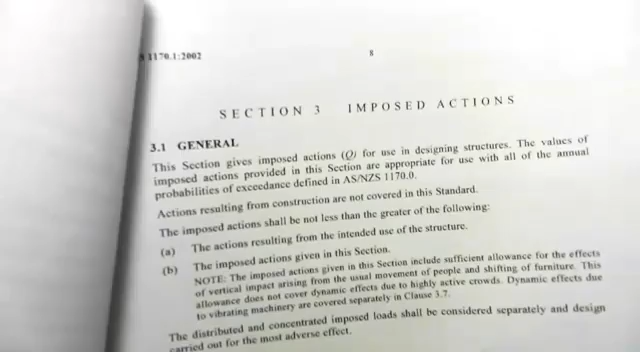 1170.1:2002
8
SECTION 3 IMPOSED ACTIONS
3.1 GENERAL
This Section gives imposed actions (Q) for use in designing structures. The values of
imposed actions provided in this Section are appropriate for use with all of the annual
probabilities of exceedance defined in AS/NZS 1170.0.
Actions resulting from construction are not covered in this Standard.
The imposed actions shall be not less than the greater of the following:
(a) The actions resulting from the intended use of the structure.
(b) The imposed actions given in this Section.
NOTE: The imposed actions given in this Section include sufficient allowance for the effects
of vertical impact arising from the usual movement of people and shifting of furniture. This
allowance does not cover dynamic effects due to highly active crowds. Dynamic effects due
to vibrating machinery are covered separately in Clause 3.7.
The distributed and concentrated imposed loads shall be considered separately and design
carried out for the most adverse effect.